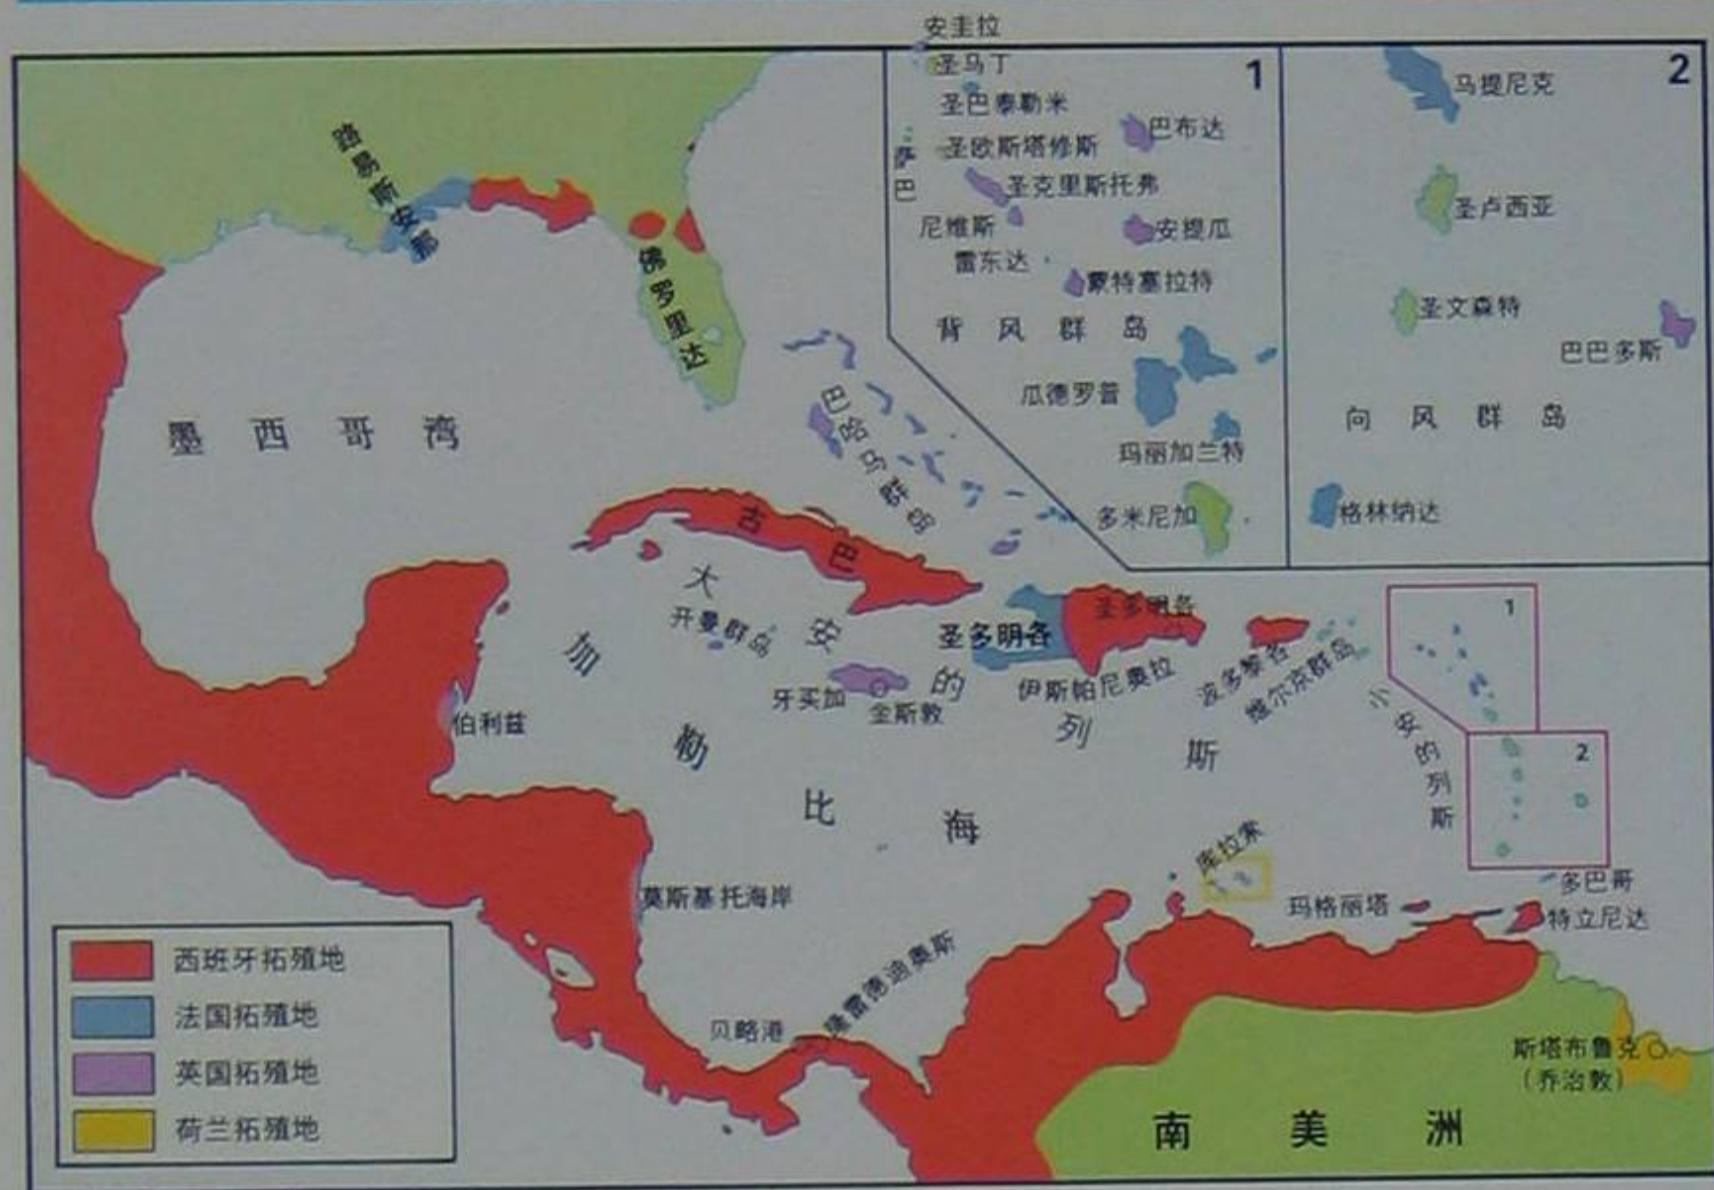 安圭拉
圣马丁
1
圣巴泰勒米
巴布达
圣欧斯塔修斯
萨巴
圣克里斯托弗
尼维斯
安提瓜
雷东达
蒙特塞拉特
背风群岛
瓜德罗普
玛丽加兰特
多米尼加
2
马提尼克
圣卢西亚
圣文森特
巴巴多斯
向风群岛
格林纳达
路易斯安那
佛罗里达
墨西哥湾
巴哈马群岛
古巴
大安的列斯
开曼群岛
圣多明各
圣多明各
牙买加
金斯敦
伊斯帕尼奥拉
波多黎各
维尔京群岛
1
2
小安的列斯
伯利兹
加勒比海
库拉索
多巴哥
玛格丽塔
特立尼达
莫斯基托海岸
贝略港
雷德迪奥斯
斯塔布鲁克
（乔治敦）
南美洲
西班牙拓殖地
法国拓殖地
英国拓殖地
荷兰拓殖地